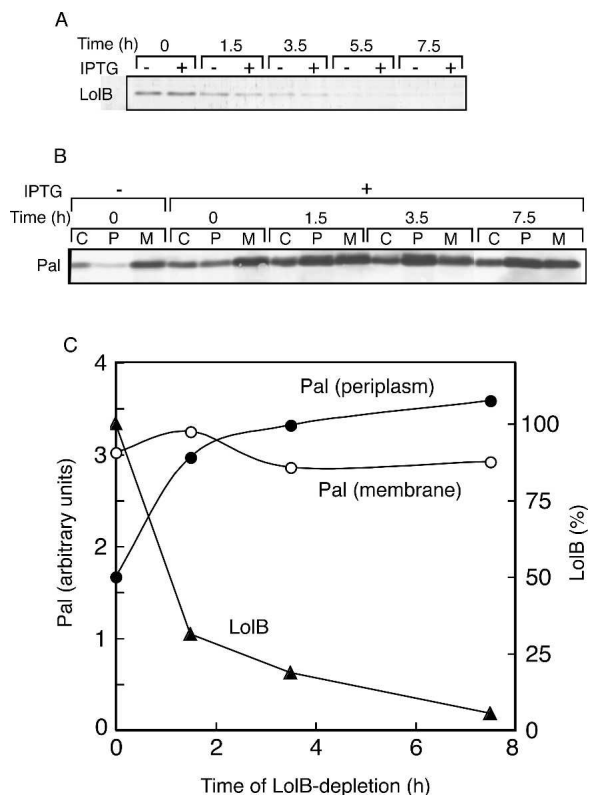 A
Time (h) 0 1.5 3.5 5.5 7.5
IPTG - + - + - + - + - +
LolB
B
IPTG - +
Time (h) 0 0 1.5 3.5 7.5
C P M C P M C P M C P M C P M
Pal
C
4
3
2
1
0
Pal (arbitrary units)
100
75
50
25
0
LolB (%)
Pal (periplasm)
Pal (membrane)
LolB
0 2 4 6 8
Time of LolB-depletion (h)